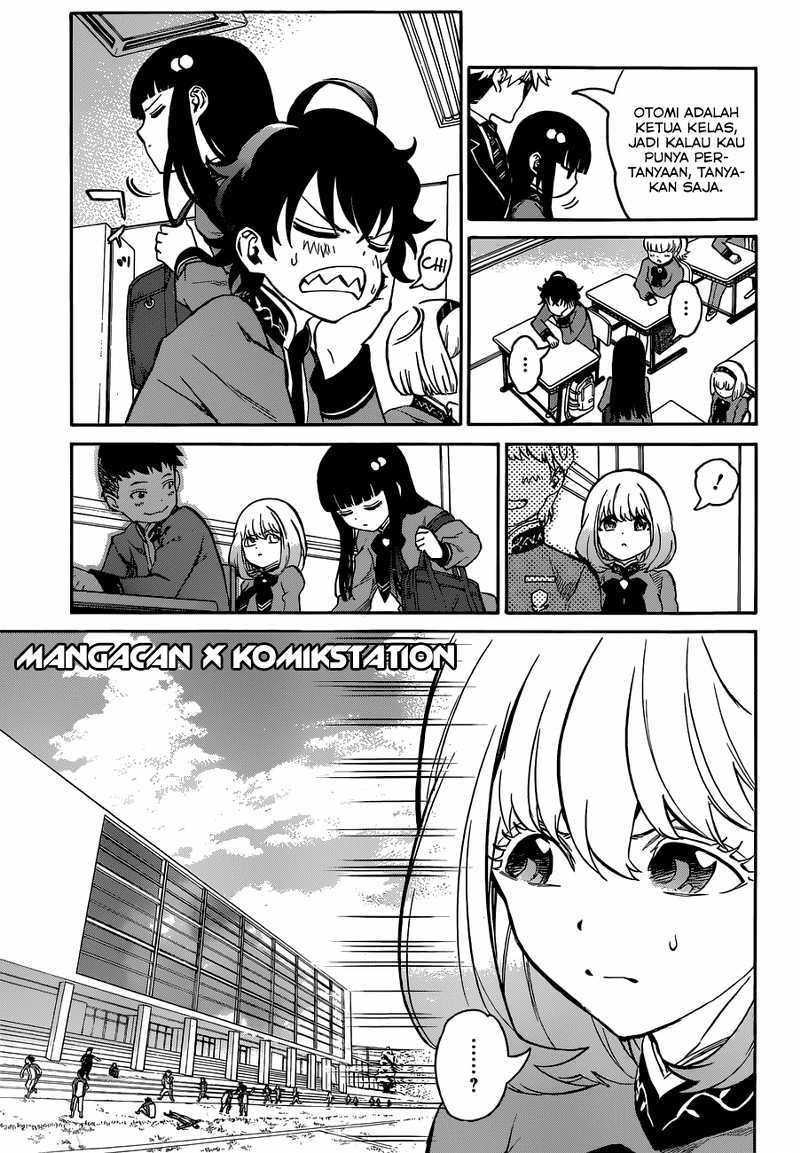 OTOMI ADALAH
KETUA KELAS,
JADI KALAU KAU
PUNYA PER-
TANYAAN, TANYA-
KAN SAJA.
CHI
....
....
!
MANGACAN X KOMIKSTATION
......
?